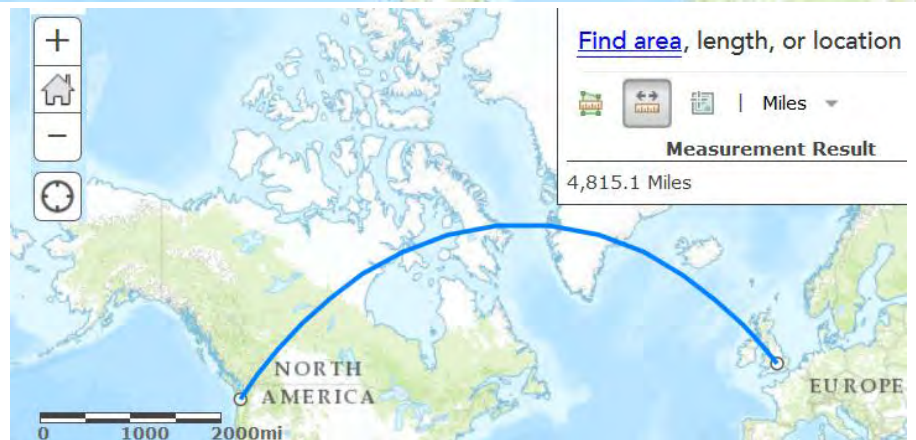 +
−
Find area, length, or location
| Miles
Measurement Result
4,815.1 Miles
NORTH
AMERICA
EUROPE
0 1000 2000mi